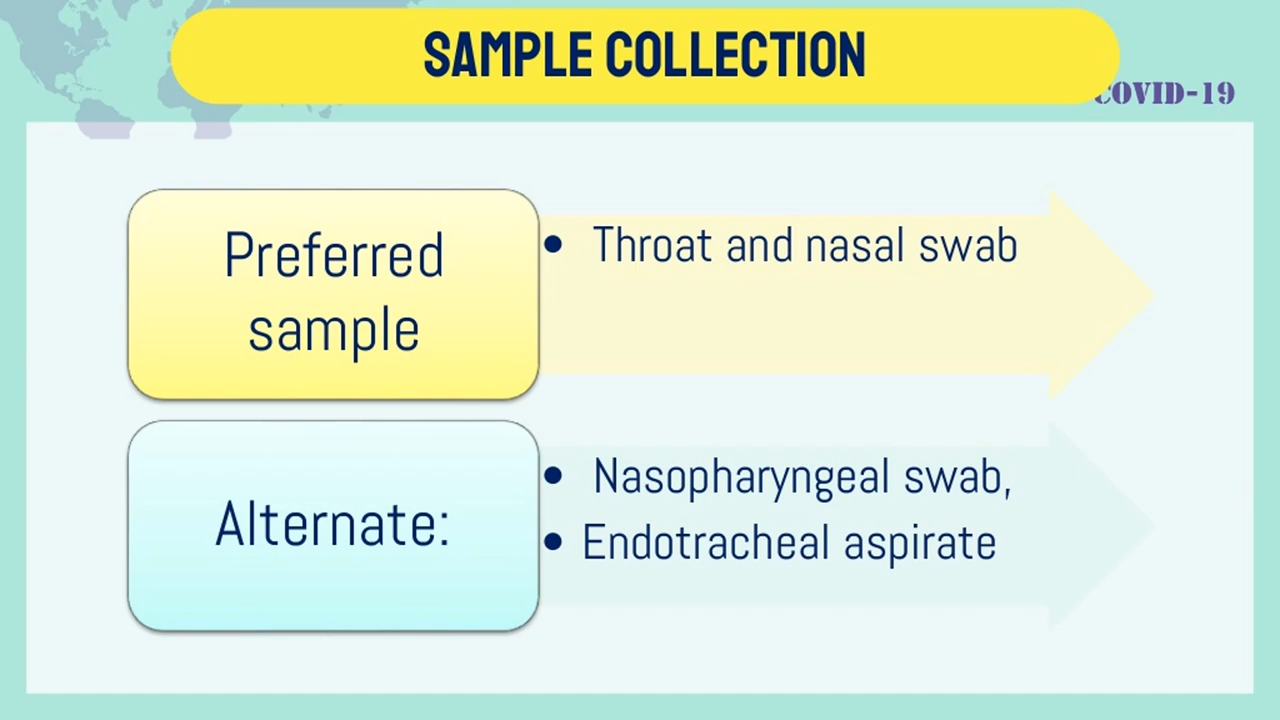 SAMPLE COLLECTION
COVID-19
Preferred
sample
• Throat and nasal swab
Alternate:
• Nasopharyngeal swab,
• Endotracheal aspirate